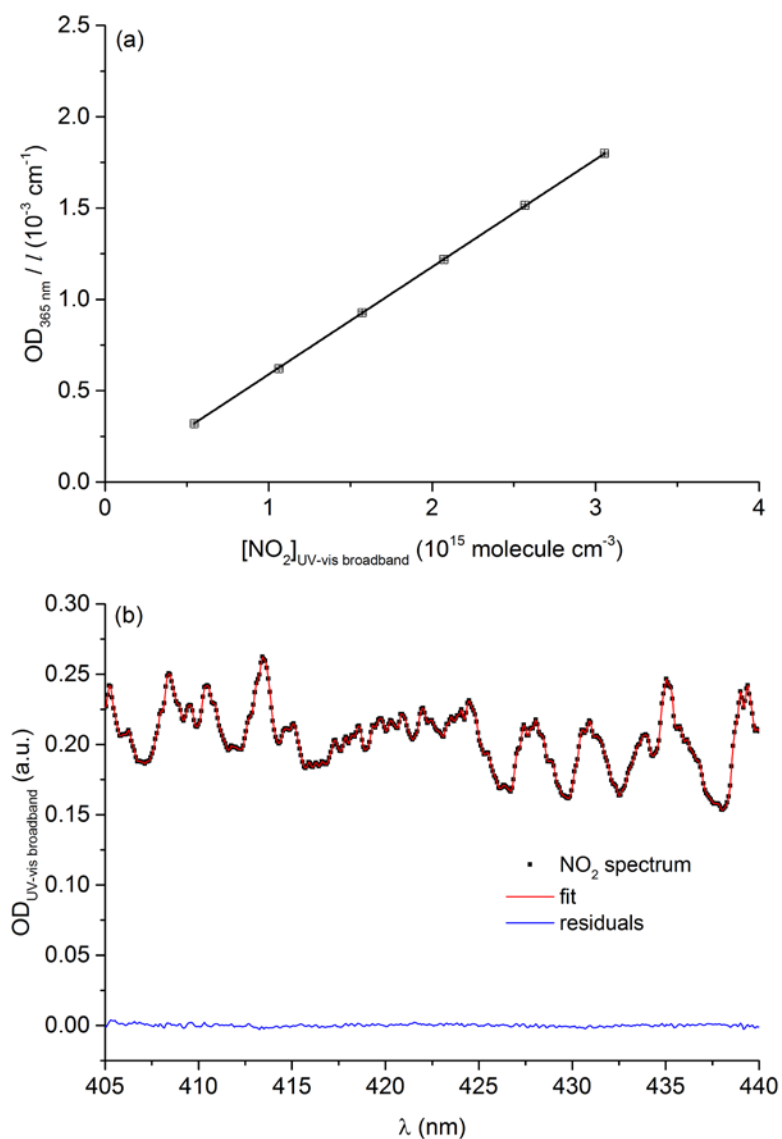 (a)
2.5
2.0
1.5
1.0
0.5
0.0
OD365 nm / l (10-3 cm-1)
0 1 2 3 4
[NO2]UV-vis broadband (1015 molecule cm-3)
(b)
0.30
0.25
0.20
0.15
0.10
0.05
0.00
ODUV-vis broadband (a.u.)
NO2 spectrum
fit
residuals
405 410 415 420 425 430 435 440
λ (nm)